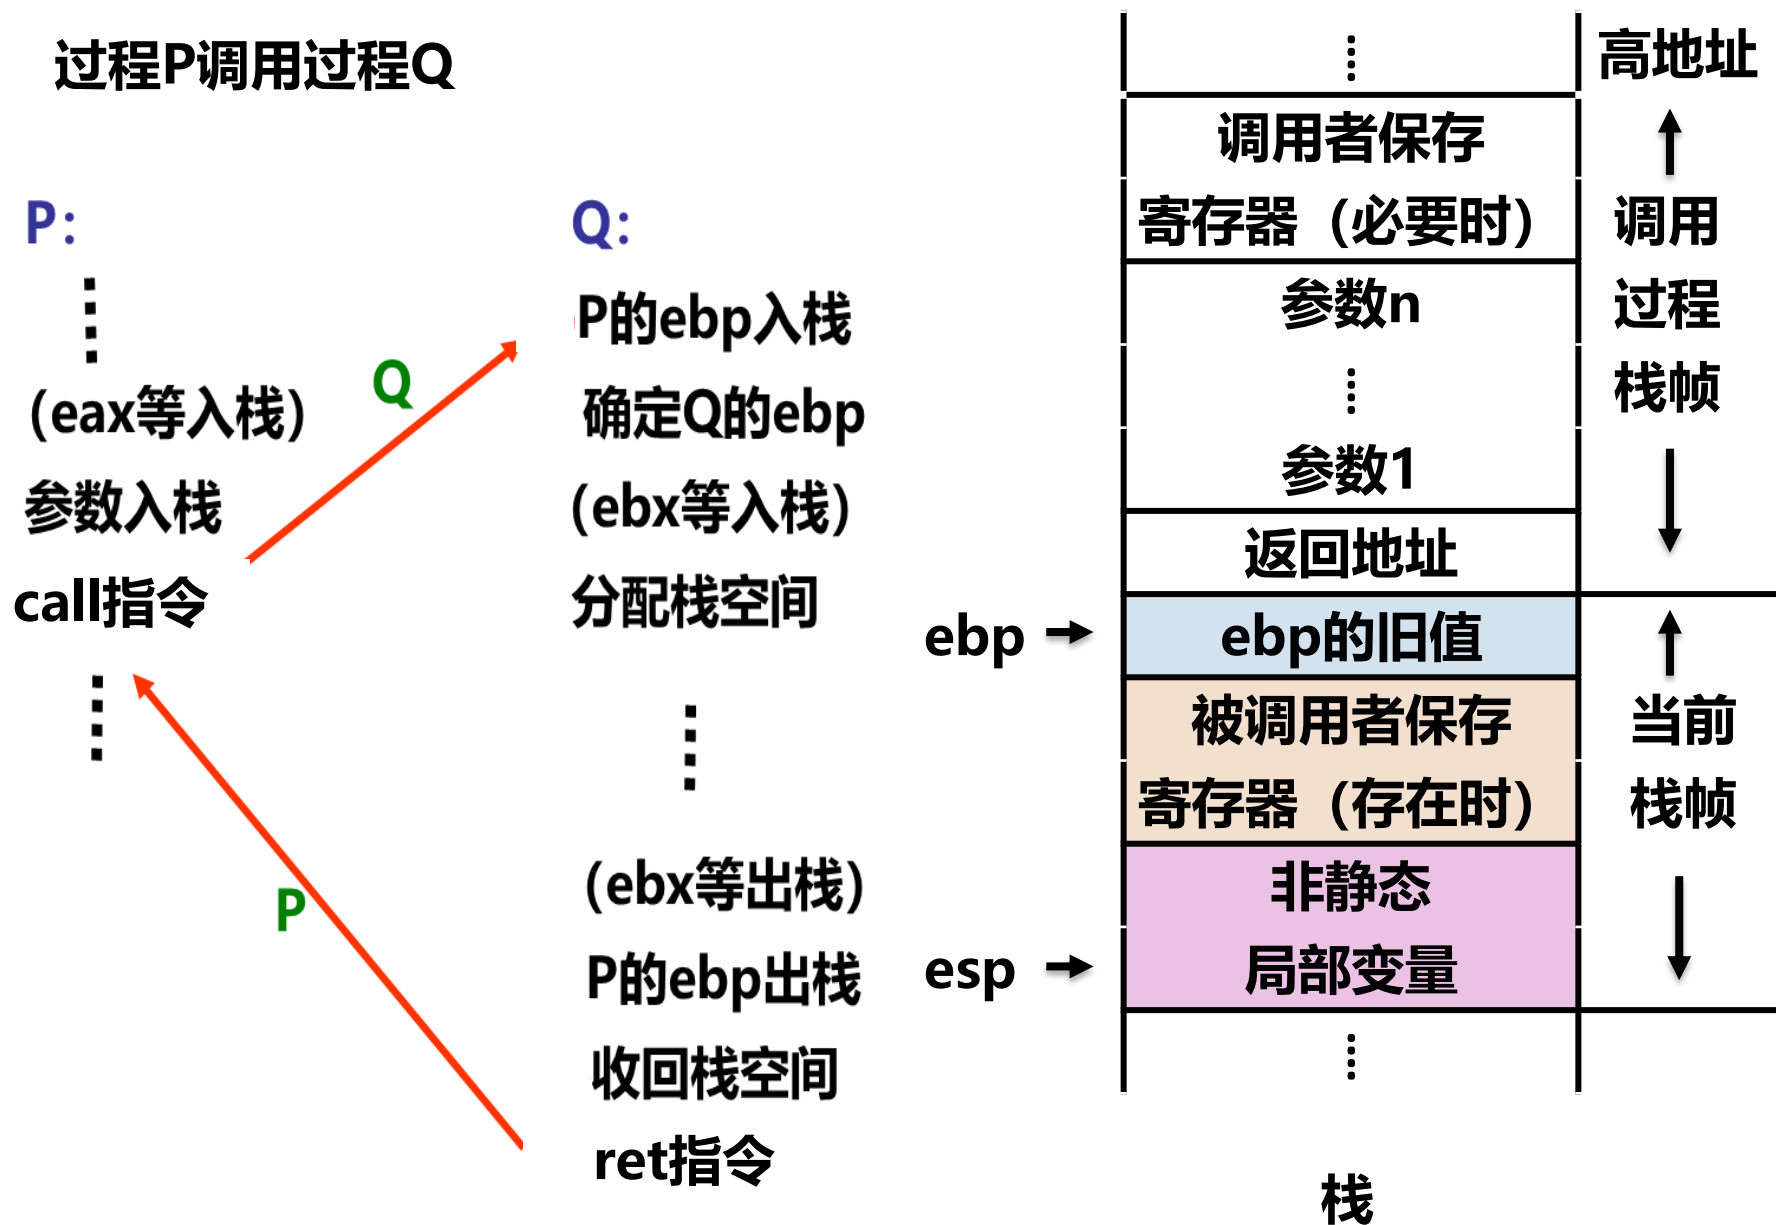 过程P调用过程Q
P:
(eax等入栈)
参数入栈
call指令
Q
P
Q:
P的ebp入栈
确定Q的ebp
(ebx等入栈)
分配栈空间
(ebx等出栈)
P的ebp出栈
收回栈空间
ret指令
调用者保存
寄存器（必要时）
参数n
参数1
返回地址
ebp
ebp的旧值
被调用者保存
寄存器（存在时）
非静态
esp
局部变量
栈
高地址
调用
过程
栈帧
当前
栈帧